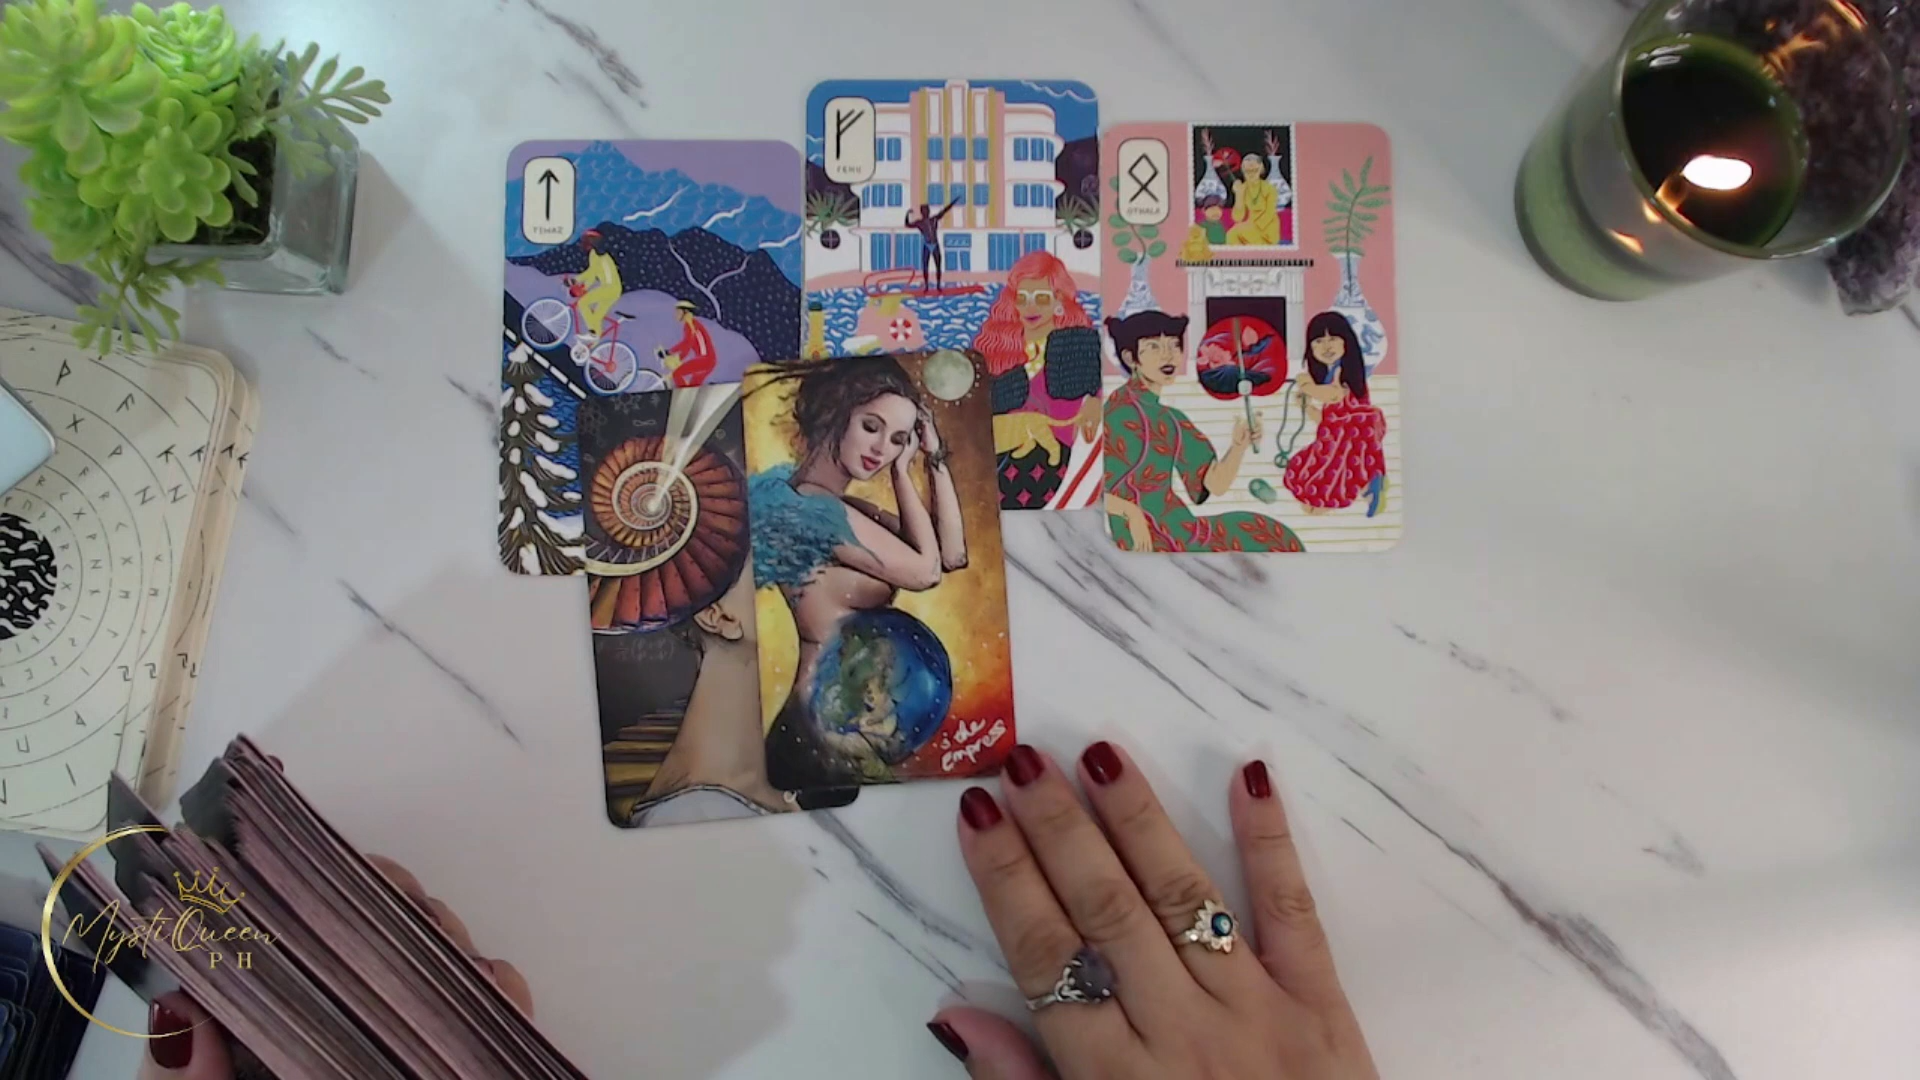 TIWAZ
FEHU
OTHALA
's the
Empress
MystiQueen
PH